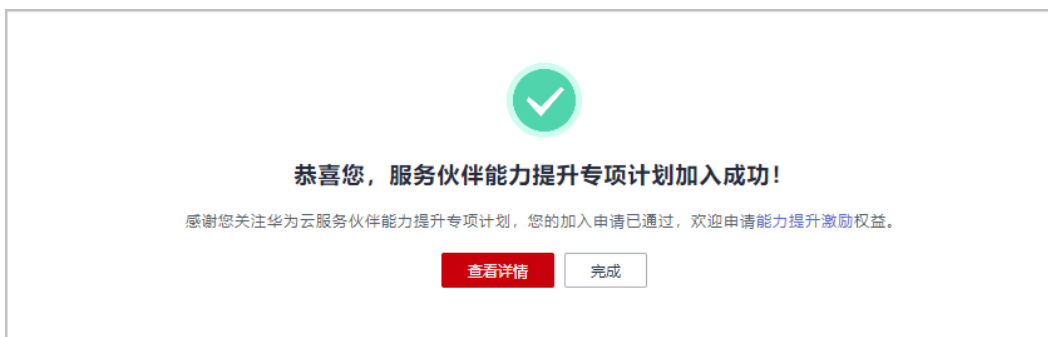 恭喜您，服务伙伴能力提升专项计划加入成功！
感谢您关注华为云服务伙伴能力提升专项计划，您的加入申请已通过，欢迎申请能力提升激励权益。
查看详情 完成